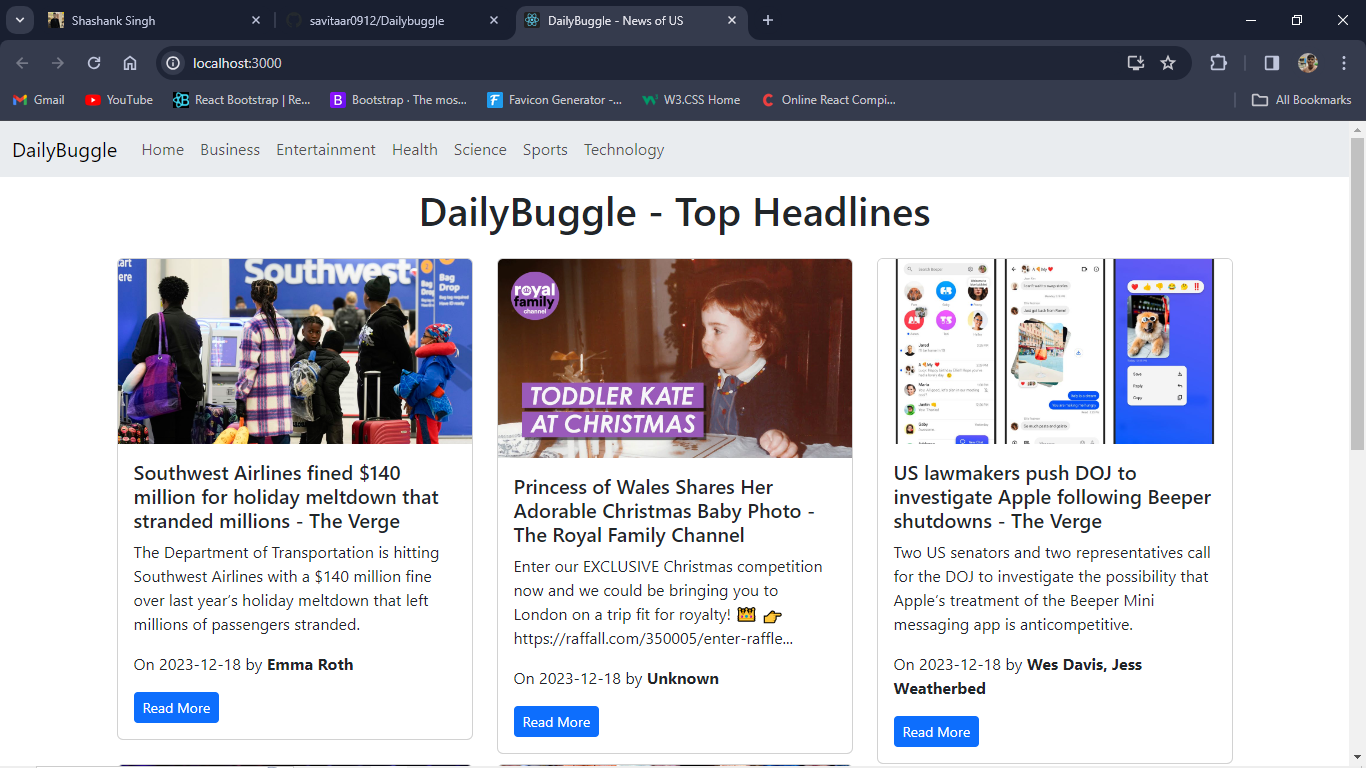 Shashank Singh
savitaar0912/Dailybuggle
DailyBuggle - News of US
localhost:3000
Gmail
YouTube
React Bootstrap | Re...
Bootstrap · The mos...
Favicon Generator -...
W3.CSS Home
Online React Compi...
All Bookmarks
DailyBuggle Home Business Entertainment Health Science Sports Technology
DailyBuggle - Top Headlines
Southwest
Bag
Drop
Southwest Airlines fined $140
million for holiday meltdown that
stranded millions - The Verge
The Department of Transportation is hitting
Southwest Airlines with a $140 million fine
over last year’s holiday meltdown that left
millions of passengers stranded.
On 2023-12-18 by Emma Roth
Read More
royal
family
channel
TODDLER KATE
AT CHRISTMAS
Princess of Wales Shares Her
Adorable Christmas Baby Photo -
The Royal Family Channel
Enter our EXCLUSIVE Christmas competition
now and we could be bringing you to
London on a trip fit for royalty! 👑 👉
https://raffall.com/350005/enter-raffle...
On 2023-12-18 by Unknown
Read More
Save
Reply
Copy
US lawmakers push DOJ to
investigate Apple following Beeper
shutdowns - The Verge
Two US senators and two representatives call
for the DOJ to investigate the possibility that
Apple’s treatment of the Beeper Mini
messaging app is anticompetitive.
On 2023-12-18 by Wes Davis, Jess
Weatherbed
Read More